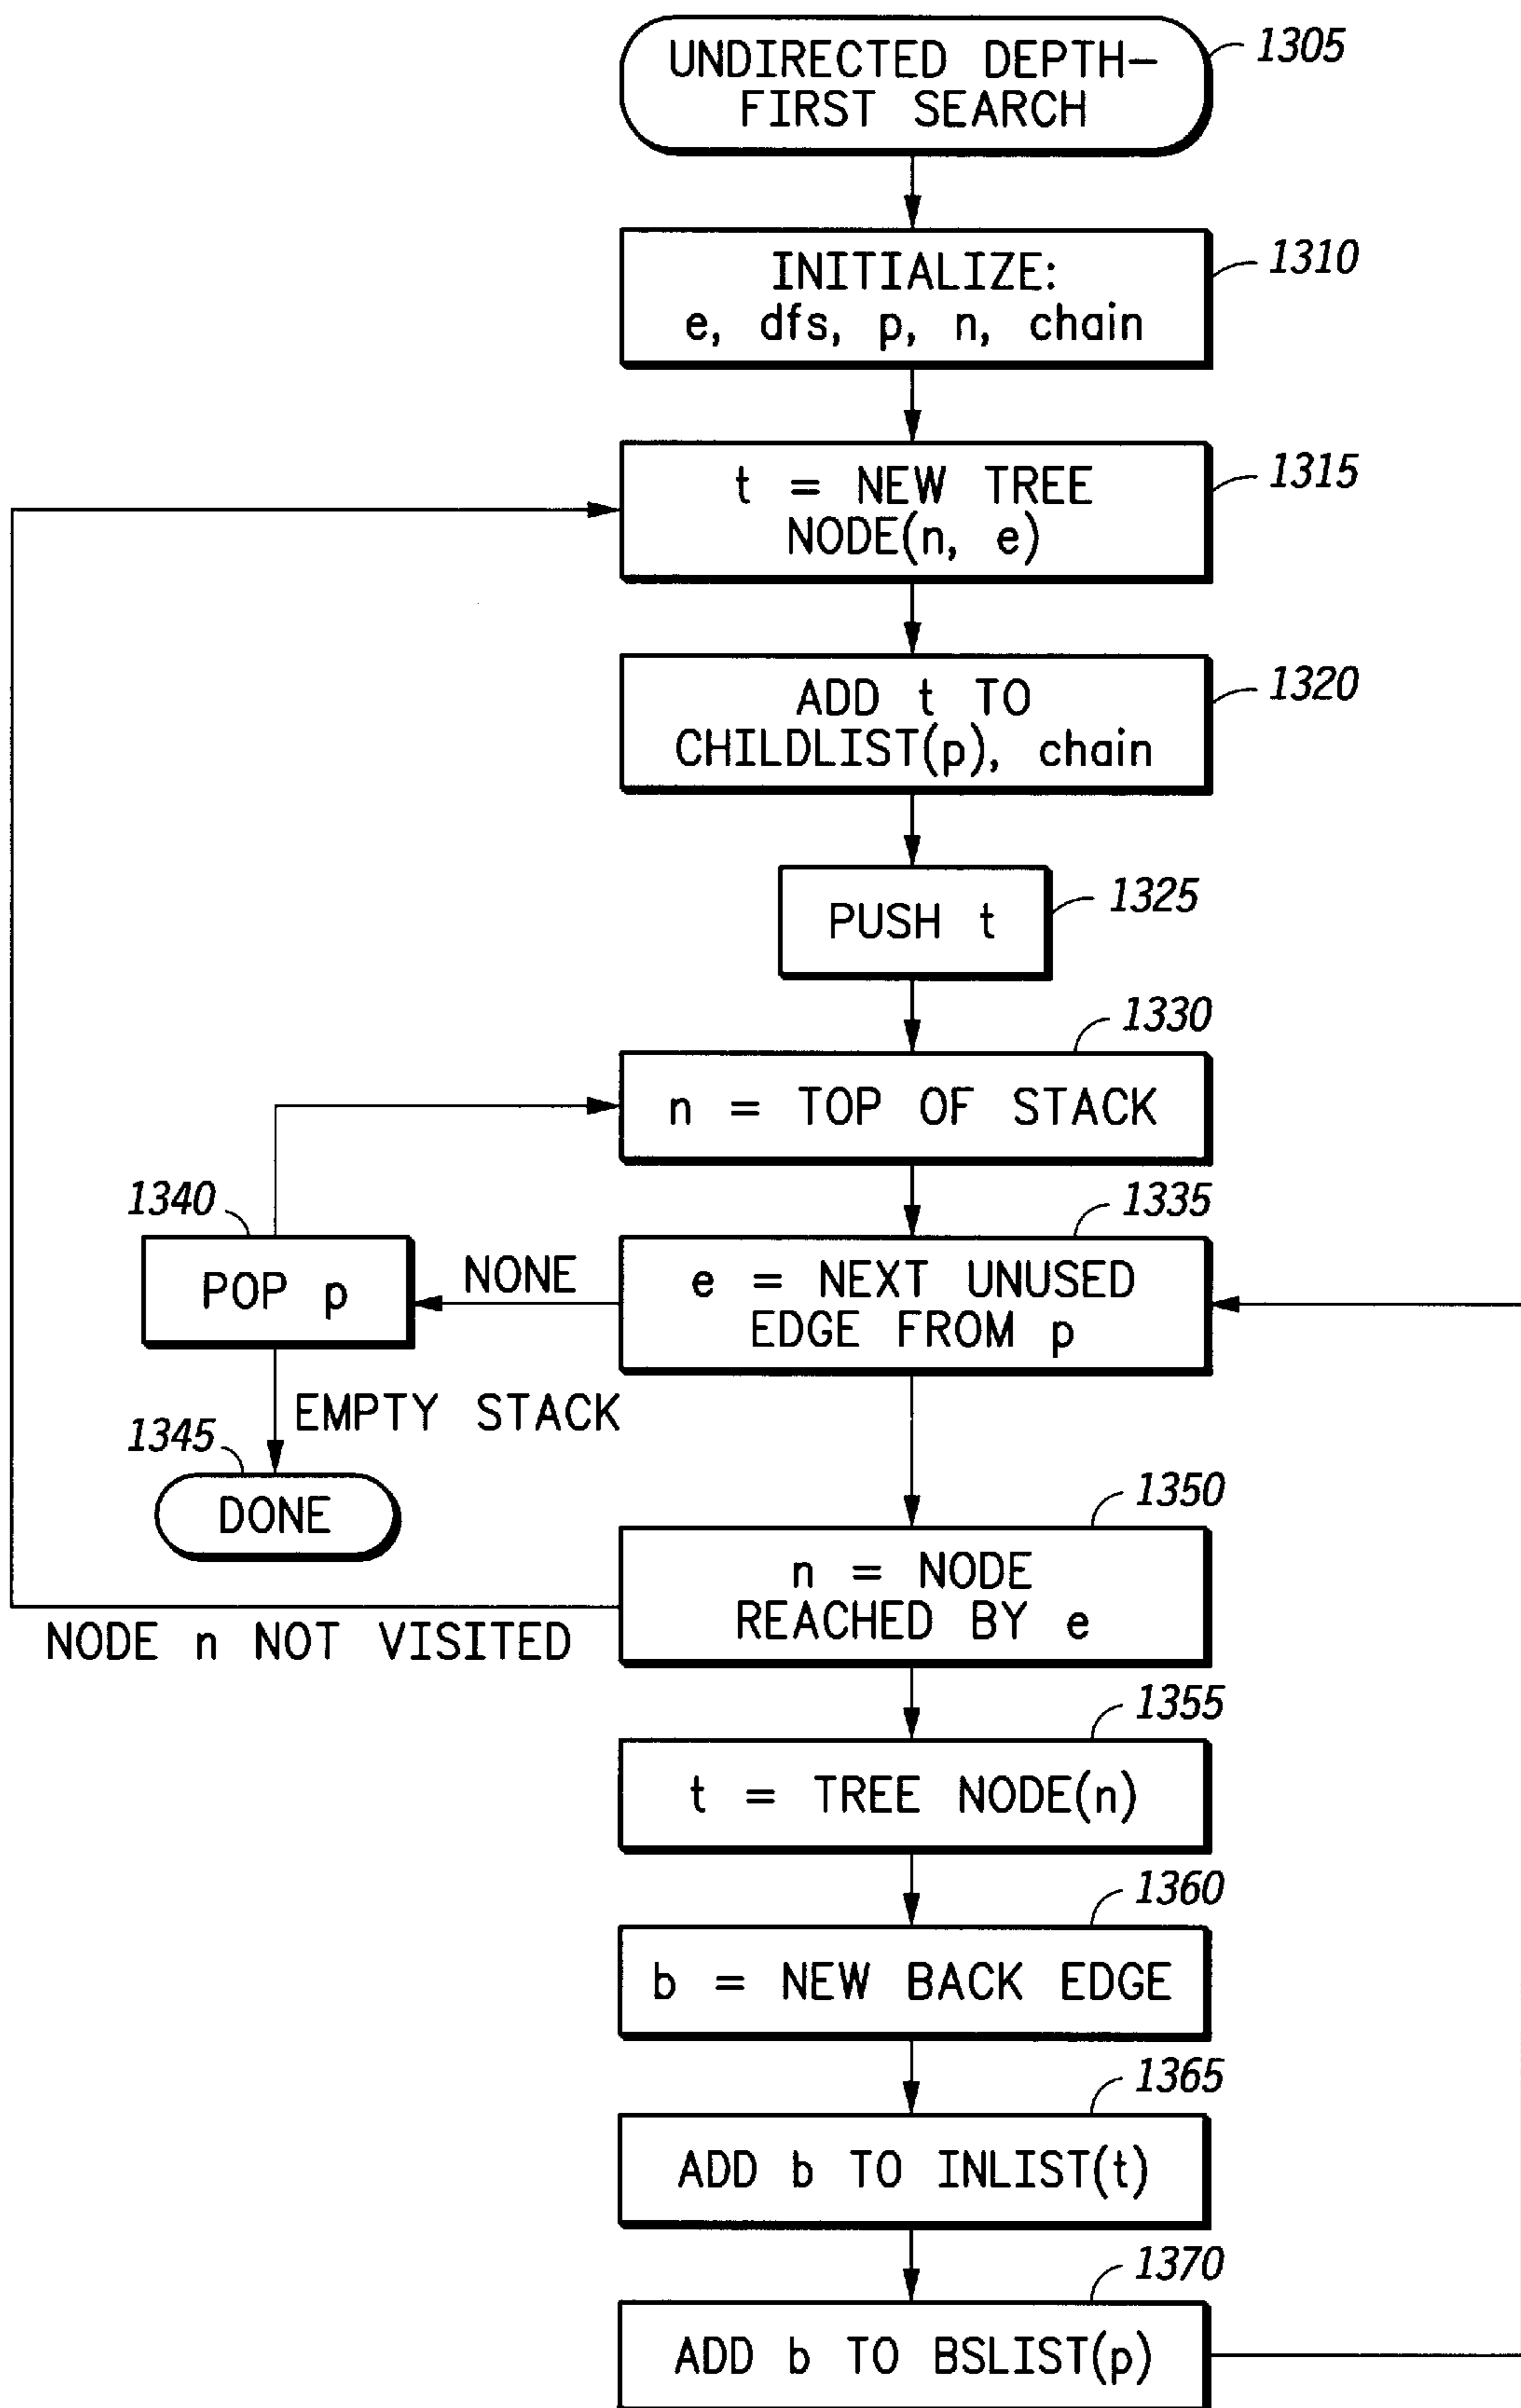 UNDIRECTED DEPTH-
FIRST SEARCH
1305
INITIALIZE:
e, dfs, p, n, chain
1310
t = NEW TREE
NODE(n, e)
1315
ADD t TO
CHILDLIST(p), chain
1320
PUSH t
1325
1330
n = TOP OF STACK
1340
1335
POP p
NONE
e = NEXT UNUSED
EDGE FROM p
EMPTY STACK
1345
DONE
1350
n = NODE
REACHED BY e
NODE n NOT VISITED
1355
t = TREE NODE(n)
1360
b = NEW BACK EDGE
1365
ADD b TO INLIST(t)
1370
ADD b TO BSLIST(p)